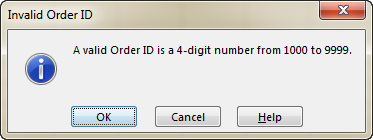 Invalid Order ID
A valid Order ID is a 4-digit number from 1000 to 9999.
OK
Cancel
Help